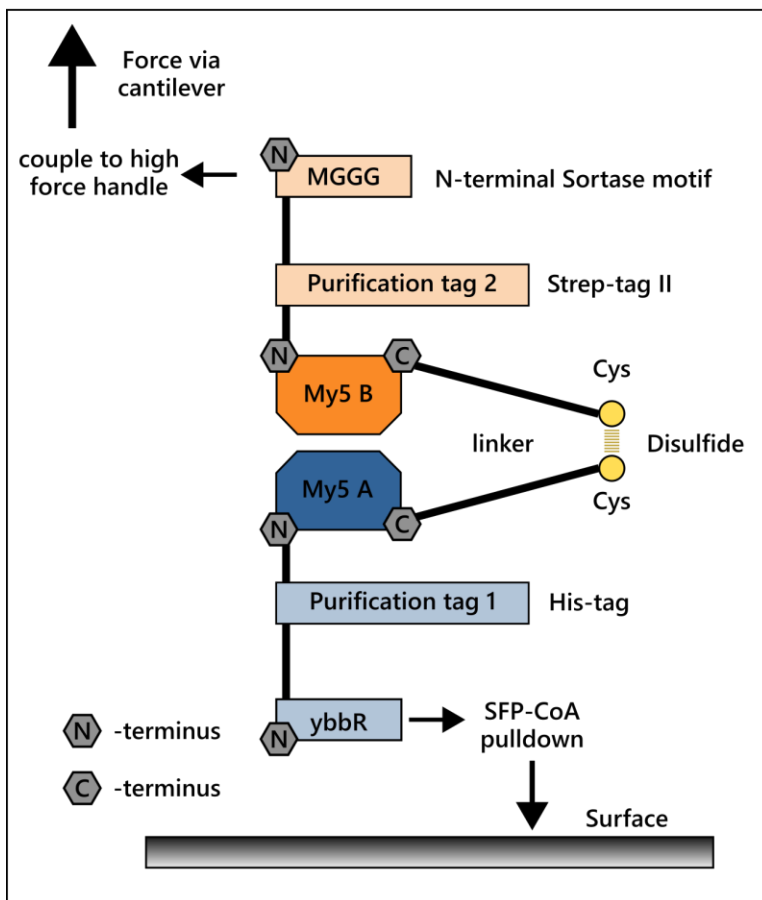 Force via
cantilever
couple to high
force handle
N
MGGG
N-terminal Sortase motif
Purification tag 2
Strep-tag II
N
C
My5 B
Cys
linker
Disulfide
My5 A
Cys
N
C
Purification tag 1
His-tag
ybbR
N
SFP-CoA
pulldown
N -terminus
C -terminus
Surface